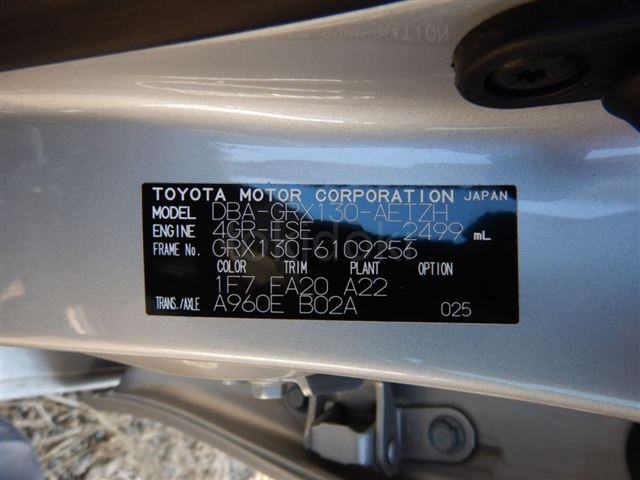 TOYOTA MOTOR CORPORATION JAPAN
MODEL DBA-GRX130-AETZH
ENGINE 4GR-FSE 2499 mL
FRAME No. GRX130-6109256
COLOR TRIM PLANT OPTION
1F7 FA20 A22
TRANS./AXLE A960E B02A 025